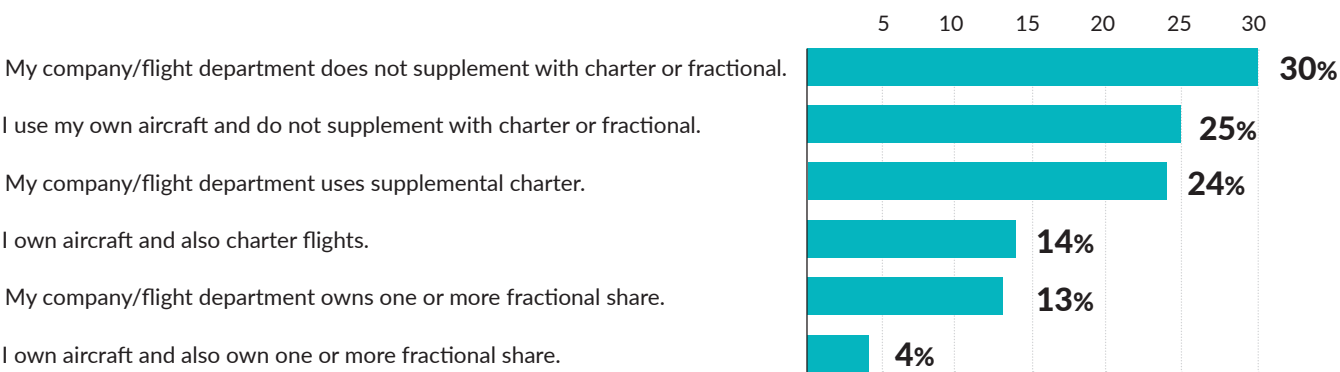 5 10 15 20 25 30
My company/flight department does not supplement with charter or fractional. 30%
I use my own aircraft and do not supplement with charter or fractional. 25%
My company/flight department uses supplemental charter. 24%
I own aircraft and also charter flights. 14%
My company/flight department owns one or more fractional share. 13%
I own aircraft and also own one or more fractional share. 4%